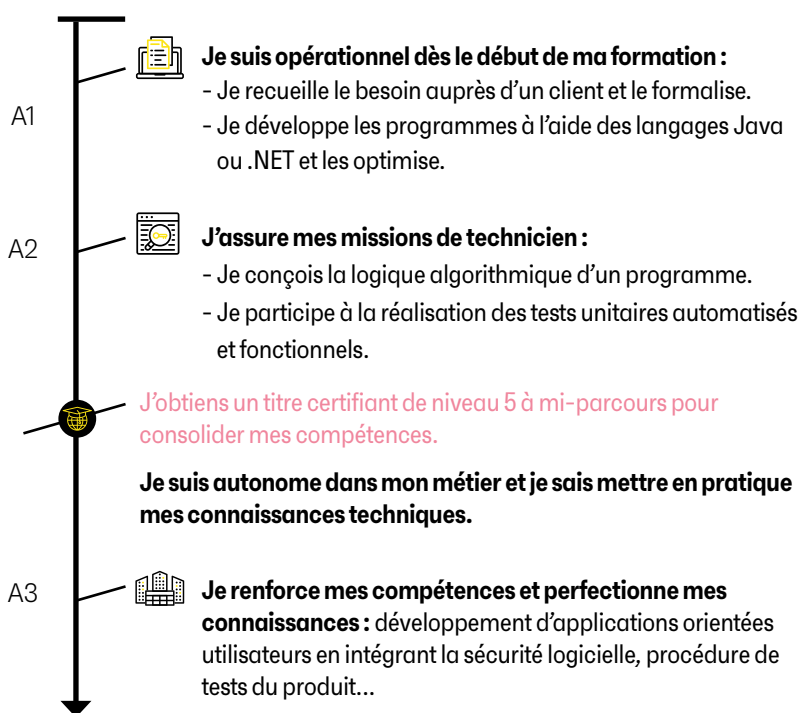 Je suis opérationnel dès le début de ma formation :
- Je recueille le besoin auprès d’un client et le formalise.
A1
- Je développe les programmes à l’aide des langages Java
ou .NET et les optimise.
A2
J’assure mes missions de technicien :
- Je conçois la logique algorithmique d’un programme.
- Je participe à la réalisation des tests unitaires automatisés
et fonctionnels.
J’obtiens un titre certifiant de niveau 5 à mi-parcours pour
consolider mes compétences.
Je suis autonome dans mon métier et je sais mettre en pratique
mes connaissances techniques.
A3
Je renforce mes compétences et perfectionne mes
connaissances : développement d’applications orientées
utilisateurs en intégrant la sécurité logicielle, procédure de
tests du produit...